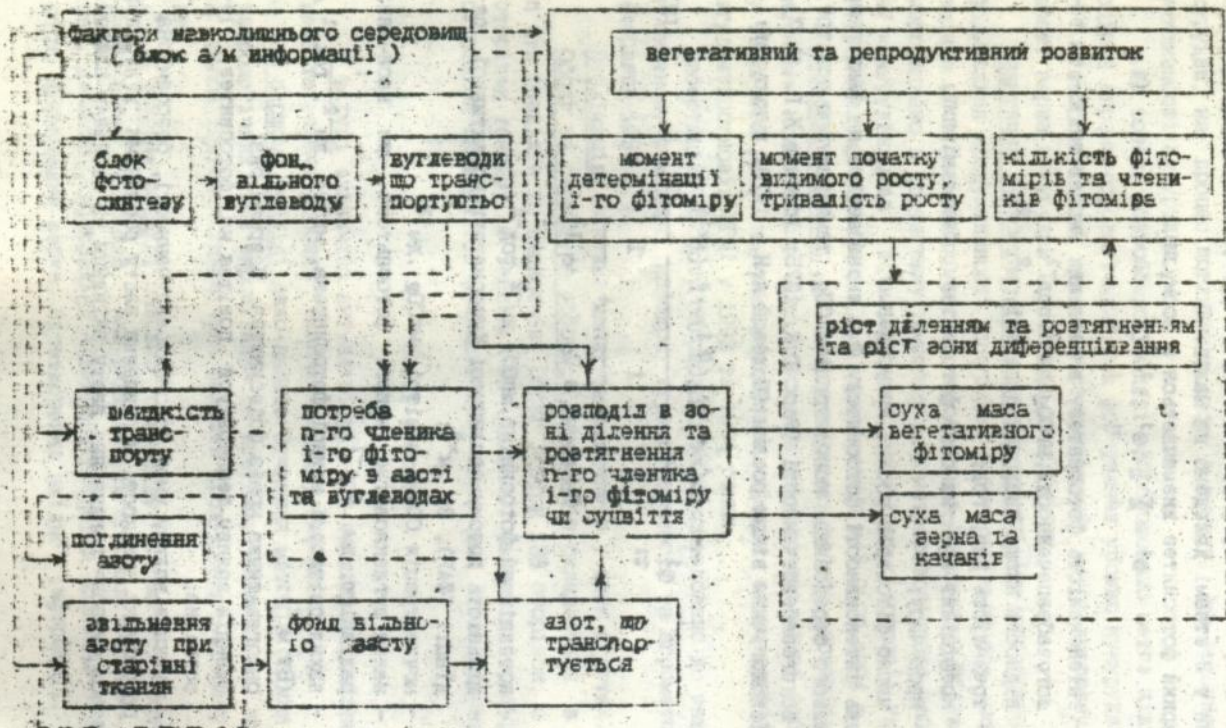 фактори навколишнього середовищ
( блок а/м информації )
вегетативний та репродуктивний розвиток
блок
фото-
синтезу
фон
вільного
вуглеводу
вуглеводи
що транс-
портуютьс
момент
детермінації
і-го фітоміру
момент початку
видимого росту,
тривалість росту
кількість фіто-
мірів та члени-
ків фітоміра
ріст діленням та розтягненням
та ріст зони диференціювання
швидкість
транс-
порту
потреба
n-го членика
і-го фіто-
міру в азоті
та вуглеводах
розподіл в зо-
ні ділення та
розтягнення
n-го членика
і-го фітоміру
чи суцвіття
суха маса
вегетативного
фітоміру
суха маса
зерна та
качанів
поглинення
азоту
звільнення
азоту при
старінні
тканин
фонд вільно-
го азоту
азот, що
транспор-
тується